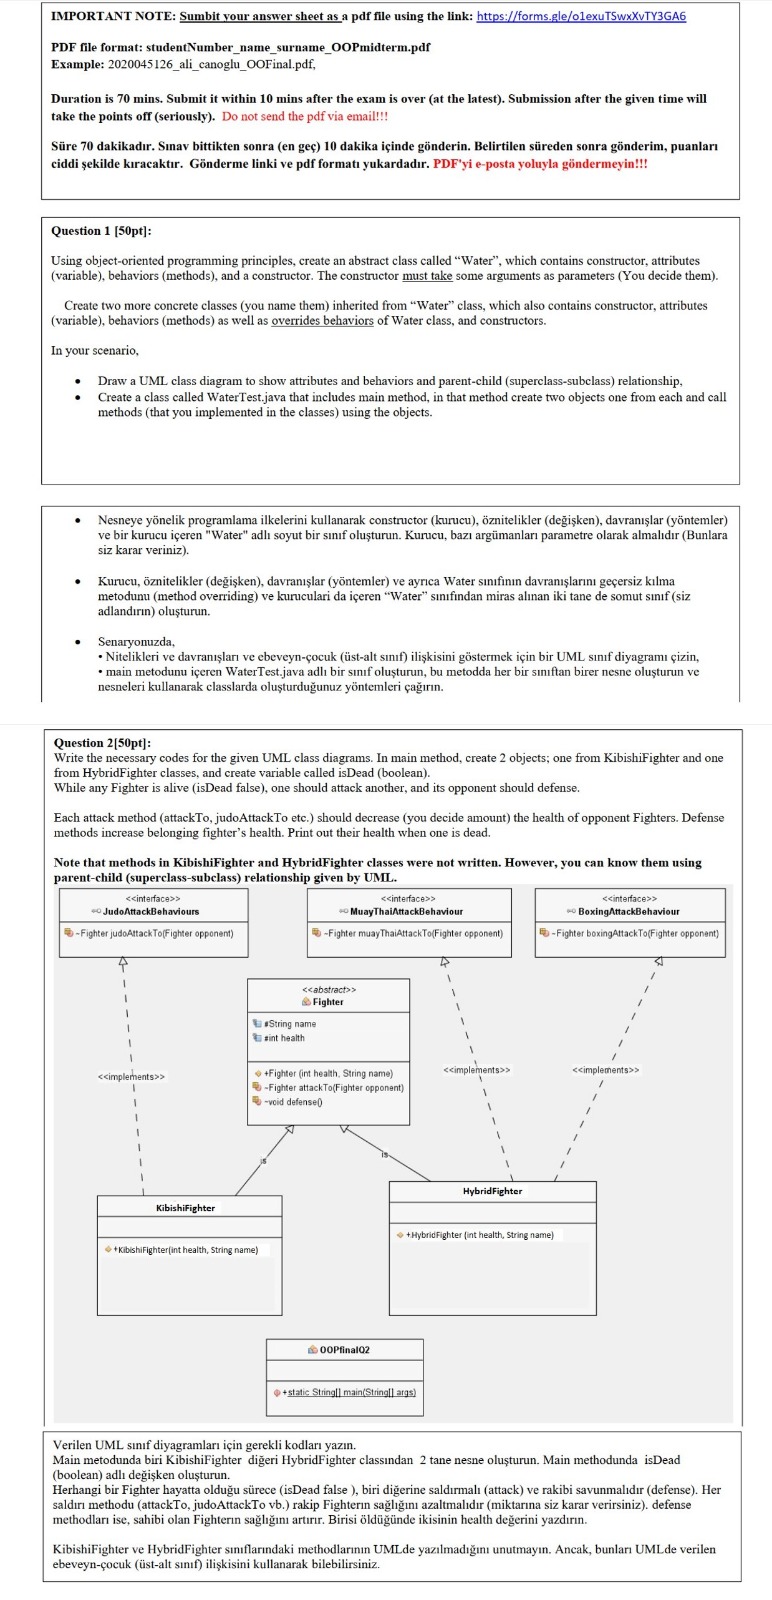 IMPORTANT NOTE: Sumbit your answer sheet as a pdf file using the link: https://forms.gle/o1exuTSwxXvTY3GA6
PDF file format: studentNumber_name_surname_OOPmidterm.pdf
Example: 2020045126_ali_canoglu_OOFinal.pdf,
Duration is 70 mins. Submit it within 10 mins after the exam is over (at the latest). Submission after the given time will
take the points off (seriously). Do not send the pdf via email!!!
Süre 70 dakikadır. Sınav bittikten sonra (en geç) 10 dakika içinde gönderin. Belirtilen süreden sonra gönderim, puanları
ciddi şekilde kıracaktır. Gönderme linki ve pdf formatı yukardadır. PDF'yi e-posta yoluyla göndermeyin!!!
Question 1 [50pt]:
Using object-oriented programming principles, create an abstract class called “Water”, which contains constructor, attributes
(variable), behaviors (methods), and a constructor. The constructor must take some arguments as parameters (You decide them).
Create two more concrete classes (you name them) inherited from “Water” class, which also contains constructor, attributes
(variable), behaviors (methods) as well as overrides behaviors of Water class, and constructors.
In your scenario,
• Draw a UML class diagram to show attributes and behaviors and parent-child (superclass-subclass) relationship,
• Create a class called WaterTest.java that includes main method, in that method create two objects one from each and call
methods (that you implemented in the classes) using the objects.
• Nesneye yönelik programlama ilkelerini kullanarak constructor (kurucu), öznitelikler (değişken), davranışlar (yöntemler)
ve bir kurucu içeren "Water" adlı soyut bir sınıf oluşturun. Kurucu, bazı argümanları parametre olarak almalıdır (Bunlara
siz karar veriniz).
• Kurucu, öznitelikler (değişken), davranışlar (yöntemler) ve ayrıca Water sınıfının davranışlarını geçersiz kılma
metodunu (method overriding) ve kuruculari da içeren “Water” sınıfından miras alınan iki tane de somut sınıf (siz
adlandırın) oluşturun.
• Senaryonuzda,
• Nitelikleri ve davranışları ve ebeveyn-çocuk (üst-alt sınıf) ilişkisini göstermek için bir UML sınıf diyagramı çizin,
• main metodunu içeren WaterTest.java adlı bir sınıf oluşturun, bu metodda her bir sınıftan birer nesne oluşturun ve
nesneleri kullanarak classlarda oluşturduğunuz yöntemleri çağırın.
Question 2[50pt]:
Write the necessary codes for the given UML class diagrams. In main method, create 2 objects; one from KibishiFighter and one
from HybridFighter classes, and create variable called isDead (boolean).
While any Fighter is alive (isDead false), one should attack another, and its opponent should defense.
Each attack method (attackTo, judoAttackTo etc.) should decrease (you decide amount) the health of opponent Fighters. Defense
methods increase belonging fighter’s health. Print out their health when one is dead.
Note that methods in KibishiFighter and HybridFighter classes were not written. However, you can know them using
parent-child (superclass-subclass) relationship given by UML.
<<interface>>
JudoAttackBehaviours
~Fighter judoAttackTo(Fighter opponent)
<<interface>>
MuayThaiAttackBehaviour
~Fighter muayThaiAttackTo(Fighter opponent)
<<interface>>
BoxingAttackBehaviour
~Fighter boxingAttackTo(Fighter opponent)
<<abstract>>
Fighter
#String name
#int health
+Fighter (int health, String name)
~Fighter attackTo(Fighter opponent)
~void defense()
<<implements>>
<<implements>>
<<implements>>
is
is
KibishiFighter
+KibishiFighter(int health, String name)
HybridFighter
+HybridFighter (int health, String name)
OOPfinalQ2
+static String[] main(String[] args)
Verilen UML sınıf diyagramları için gerekli kodları yazın.
Main metodunda biri KibishiFighter diğeri HybridFighter classından 2 tane nesne oluşturun. Main methodunda isDead
(boolean) adlı değişken oluşturun.
Herhangi bir Fighter hayatta olduğu sürece (isDead false ), biri diğerine saldırmalı (attack) ve rakibi savunmalıdır (defense). Her
saldırı methodu (attackTo, judoAttackTo vb.) rakip Fighterın sağlığını azaltmalıdır (miktarına siz karar verirsiniz). defense
methodları ise, sahibi olan Fighterın sağlığını artırır. Birisi öldüğünde ikisinin health değerini yazdırın.
KibishiFighter ve HybridFighter sınıflarındaki methodlarının UMLde yazılmadığını unutmayın. Ancak, bunları UMLde verilen
ebeveyn-çocuk (üst-alt sınıf) ilişkisini kullanarak bilebilirsiniz.